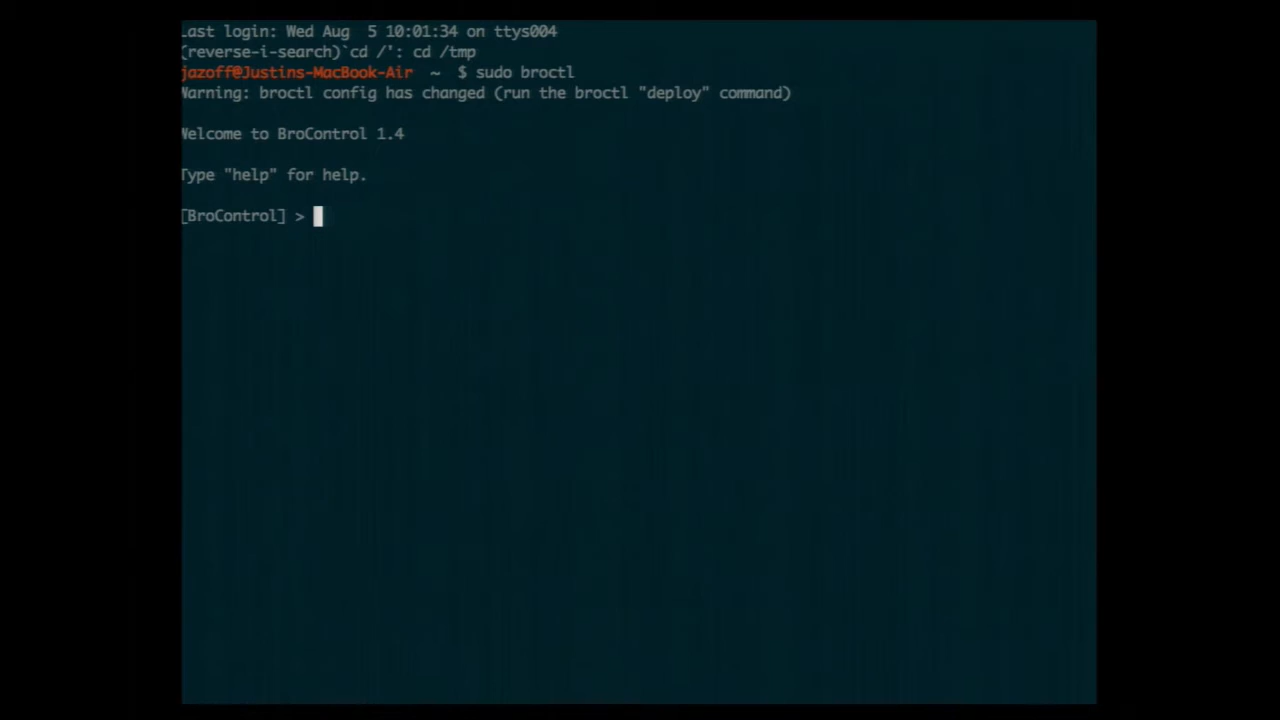 Last login: Wed Aug  5 10:01:34 on ttys004
(reverse-i-search)`cd /': cd /tmp
jazoff@Justins-MacBook-Air  ~  $ sudo broctl
Warning: broctl config has changed (run the broctl "deploy" command)
Welcome to BroControl 1.4
Type "help" for help.
[BroControl] >